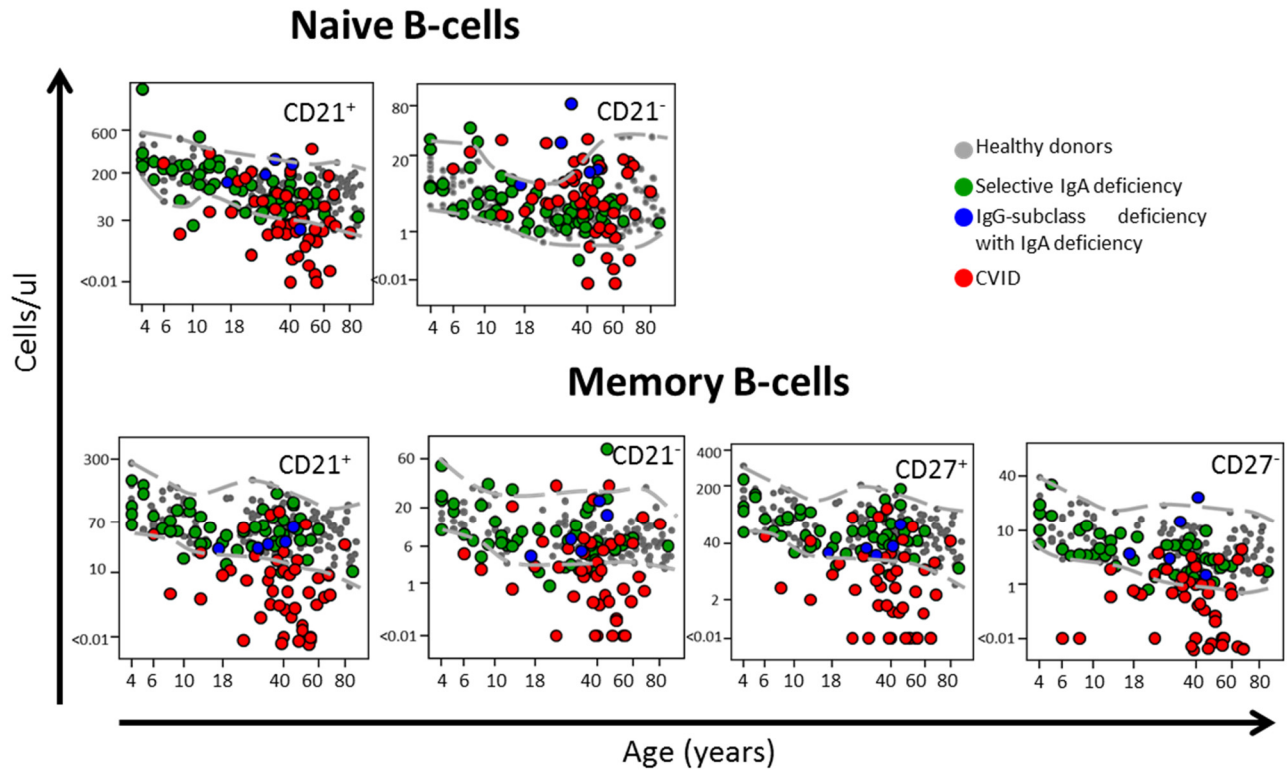 Naive B-cells
CD21+
CD21-
600
200
30
<0.01
4 6 10 18 40 60 80
80
20
1
<0.01
4 6 10 18 40 60 80
Healthy donors
Selective IgA deficiency
IgG-subclass deficiency
with IgA deficiency
CVID
Cells/ul
Memory B-cells
CD21+
CD21-
CD27+
CD27-
300
70
10
<0.01
4 6 10 18 40 60 80
60
20
6
1
<0.01
4 6 10 18 40 60 80
400
200
40
2
<0.01
4 6 10 18 40 60 80
40
10
1
<0.01
4 6 10 18 40 60 80
Age (years)